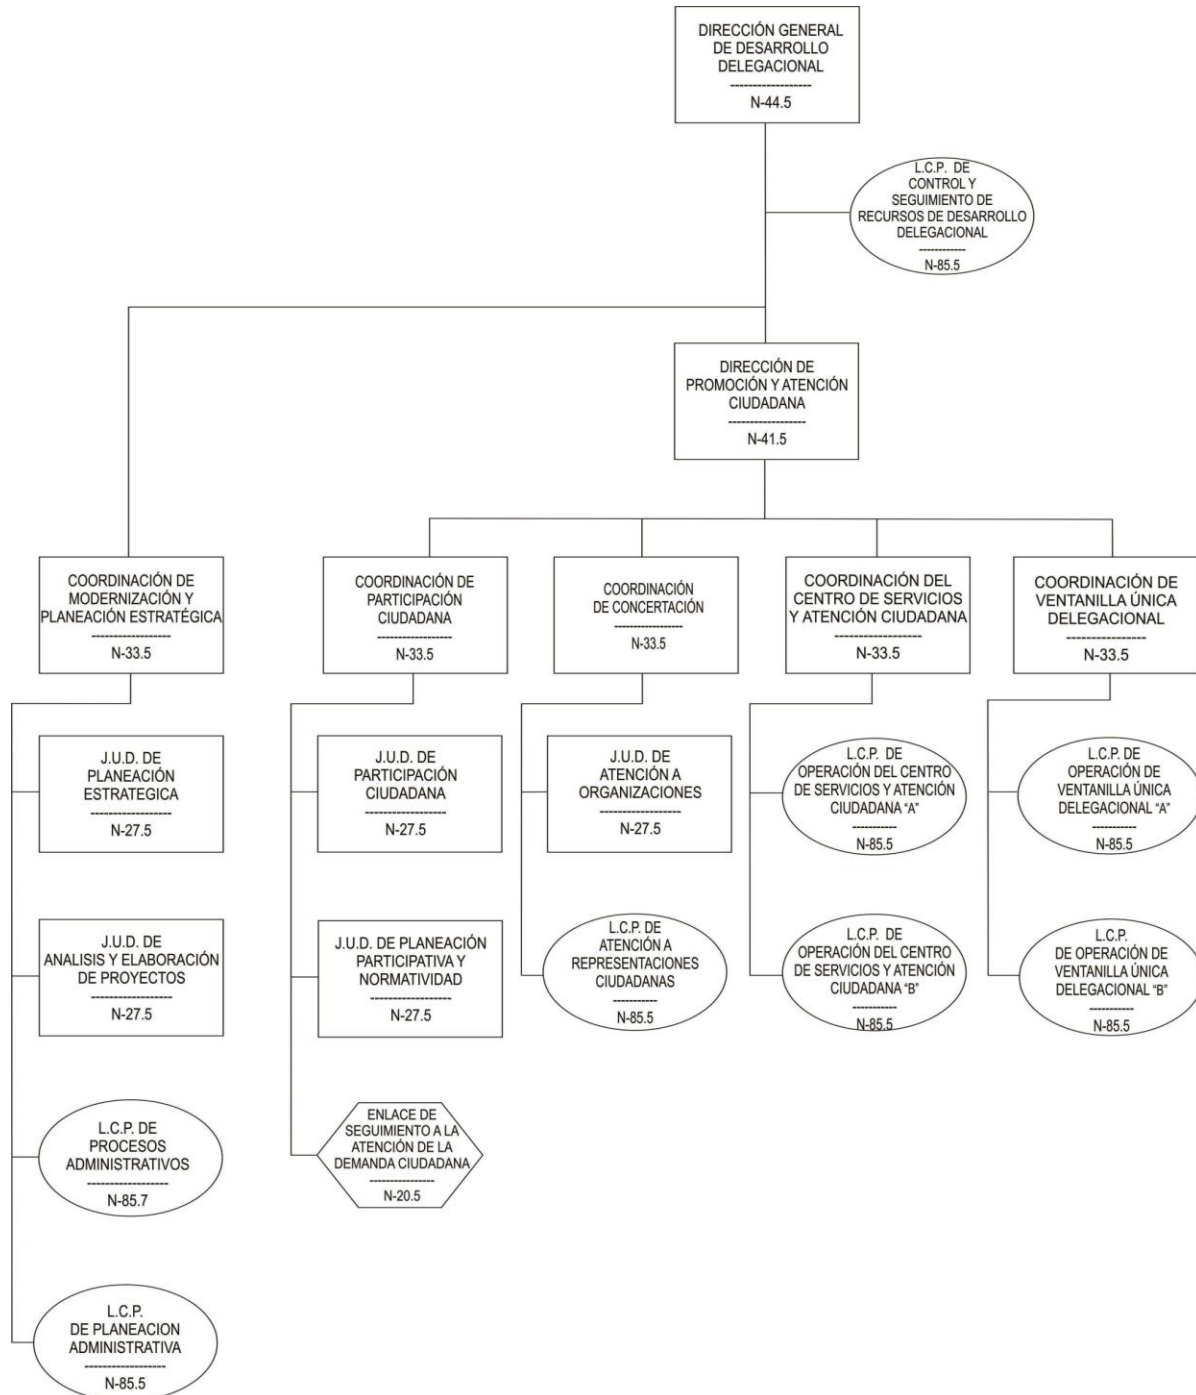 DIRECCIÓN GENERAL
DE DESARROLLO
DELEGACIONAL
------------------
N-44.5
L.C.P. DE
CONTROL Y
SEGUIMIENTO DE
RECURSOS DE DESARROLLO
DELEGACIONAL
------------
N-85.5
DIRECCIÓN DE
PROMOCIÓN Y ATENCIÓN
CIUDADANA
------------------
N-41.5
COORDINACIÓN DE
MODERNIZACIÓN Y
PLANEACIÓN ESTRATÉGICA
------------------
N-33.5
COORDINACIÓN DE
PARTICIPACIÓN
CIUDADANA
------------------
N-33.5
COORDINACIÓN
DE CONCERTACIÓN
------------------
N-33.5
COORDINACIÓN DEL
CENTRO DE SERVICIOS
Y ATENCIÓN CIUDADANA
------------------
N-33.5
COORDINACIÓN DE
VENTANILLA ÚNICA
DELEGACIONAL
------------------
N-33.5
J.U.D. DE
PLANEACIÓN
ESTRATEGICA
------------------
N-27.5
J.U.D. DE
PARTICIPACIÓN
CIUDADANA
------------------
N-27.5
J.U.D. DE
ATENCIÓN A
ORGANIZACIONES
------------------
N-27.5
L.C.P. DE
OPERACIÓN DEL CENTRO
DE SERVICIOS Y ATENCIÓN
CIUDADANA “A”
-----------
N-85.5
L.C.P. DE
OPERACIÓN DE
VENTANILLA ÚNICA
DELEGACIONAL “A”
-----------
N-85.5
J.U.D. DE
ANALISIS Y ELABORACIÓN
DE PROYECTOS
------------------
N-27.5
J.U.D. DE PLANEACIÓN
PARTICIPATIVA Y
NORMATIVIDAD
------------------
N-27.5
L.C.P. DE
ATENCIÓN A
REPRESENTACIONES
CIUDADANAS
-----------
N-85.5
L.C.P. DE
OPERACIÓN DEL CENTRO
DE SERVICIOS Y ATENCIÓN
CIUDADANA “B”
-----------
N-85.5
L.C.P.
DE OPERACIÓN DE
VENTANILLA ÚNICA
DELEGACIONAL “B”
-----------
N-85.5
L.C.P. DE
PROCESOS
ADMINISTRATIVOS
------------------
N-85.7
ENLACE DE
SEGUIMIENTO A LA
ATENCIÓN DE LA
DEMANDA CIUDADANA
----------------
N-20.5
L.C.P.
DE PLANEACION
ADMINISTRATIVA
------------------
N-85.5